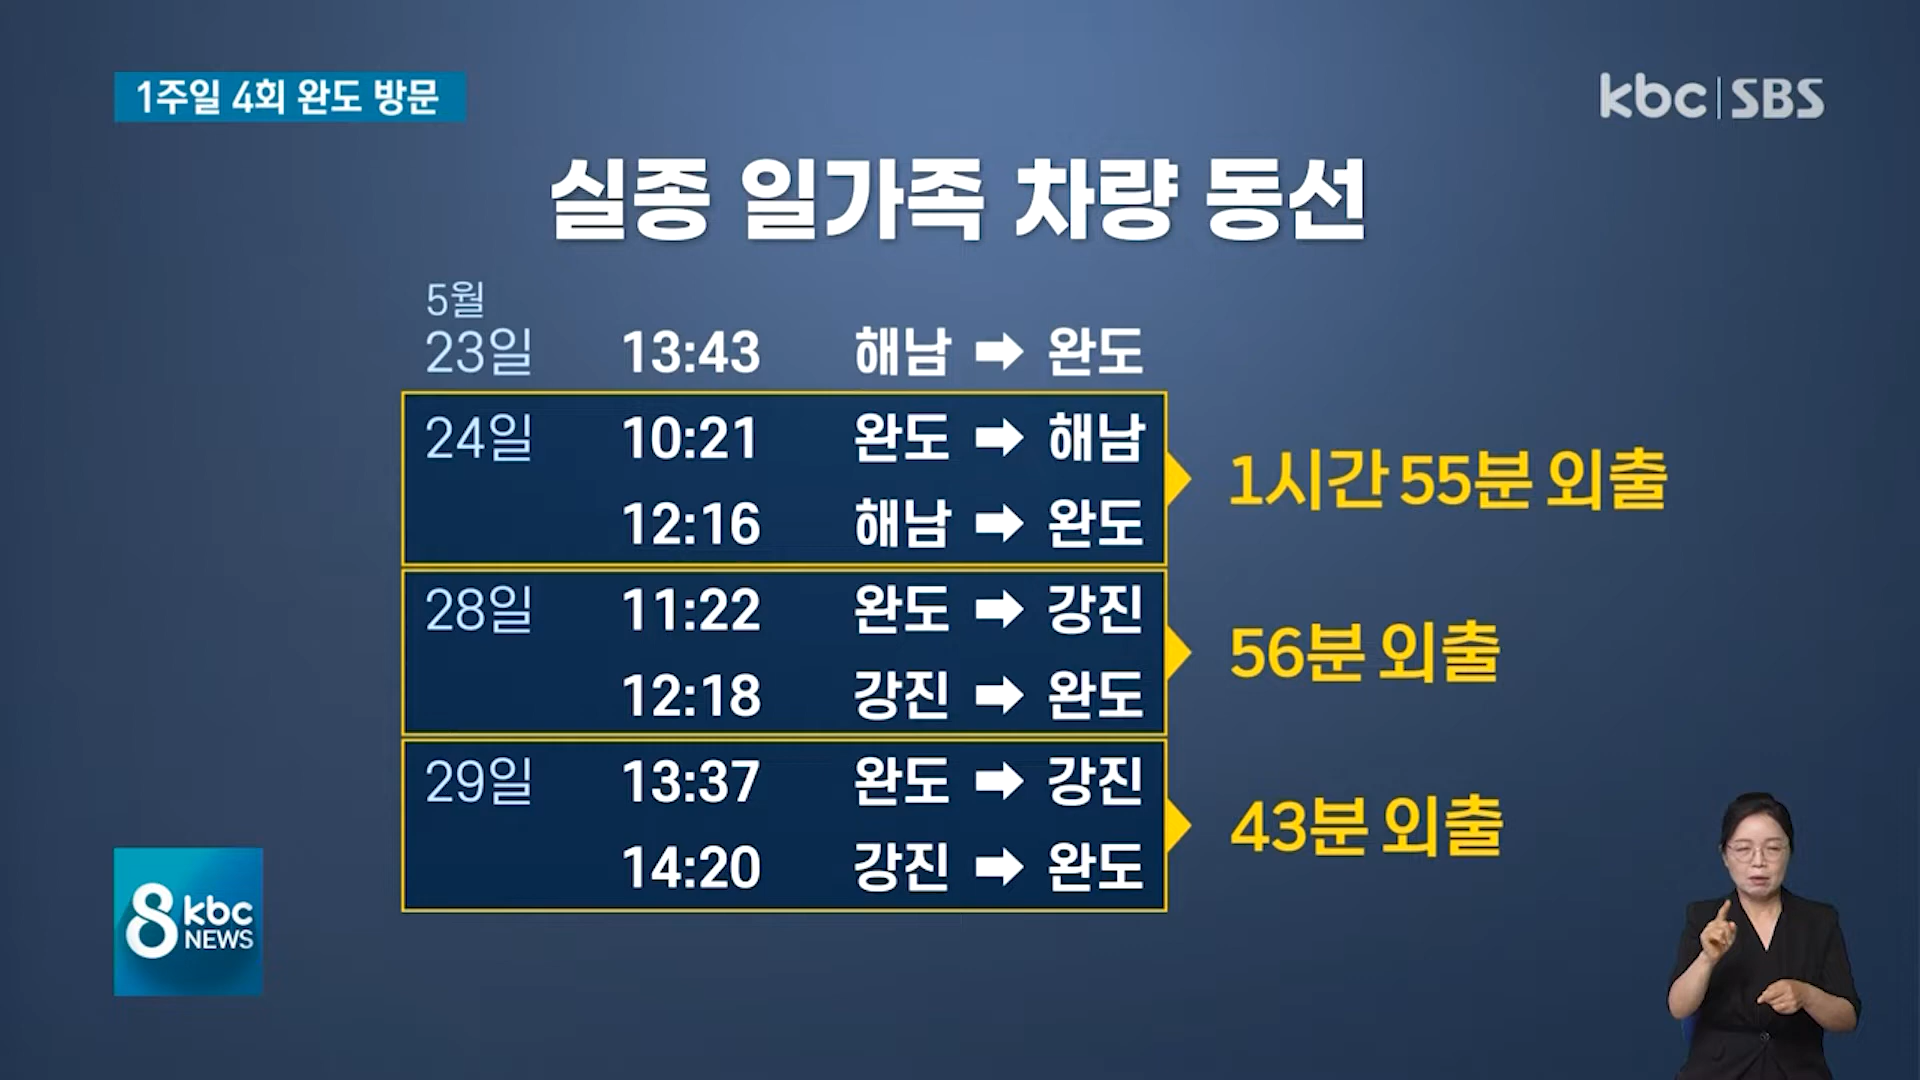 1주일 4회 완도 방문
kbc SBS
실종 일가족 차량 동선
5월
23일 13:43 해남 ➡ 완도
24일 10:21 완도 ➡ 해남
12:16 해남 ➡ 완도
1시간 55분 외출
28일 11:22 완도 ➡ 강진
12:18 강진 ➡ 완도
56분 외출
29일 13:37 완도 ➡ 강진
14:20 강진 ➡ 완도
43분 외출
8 kbc
NEWS